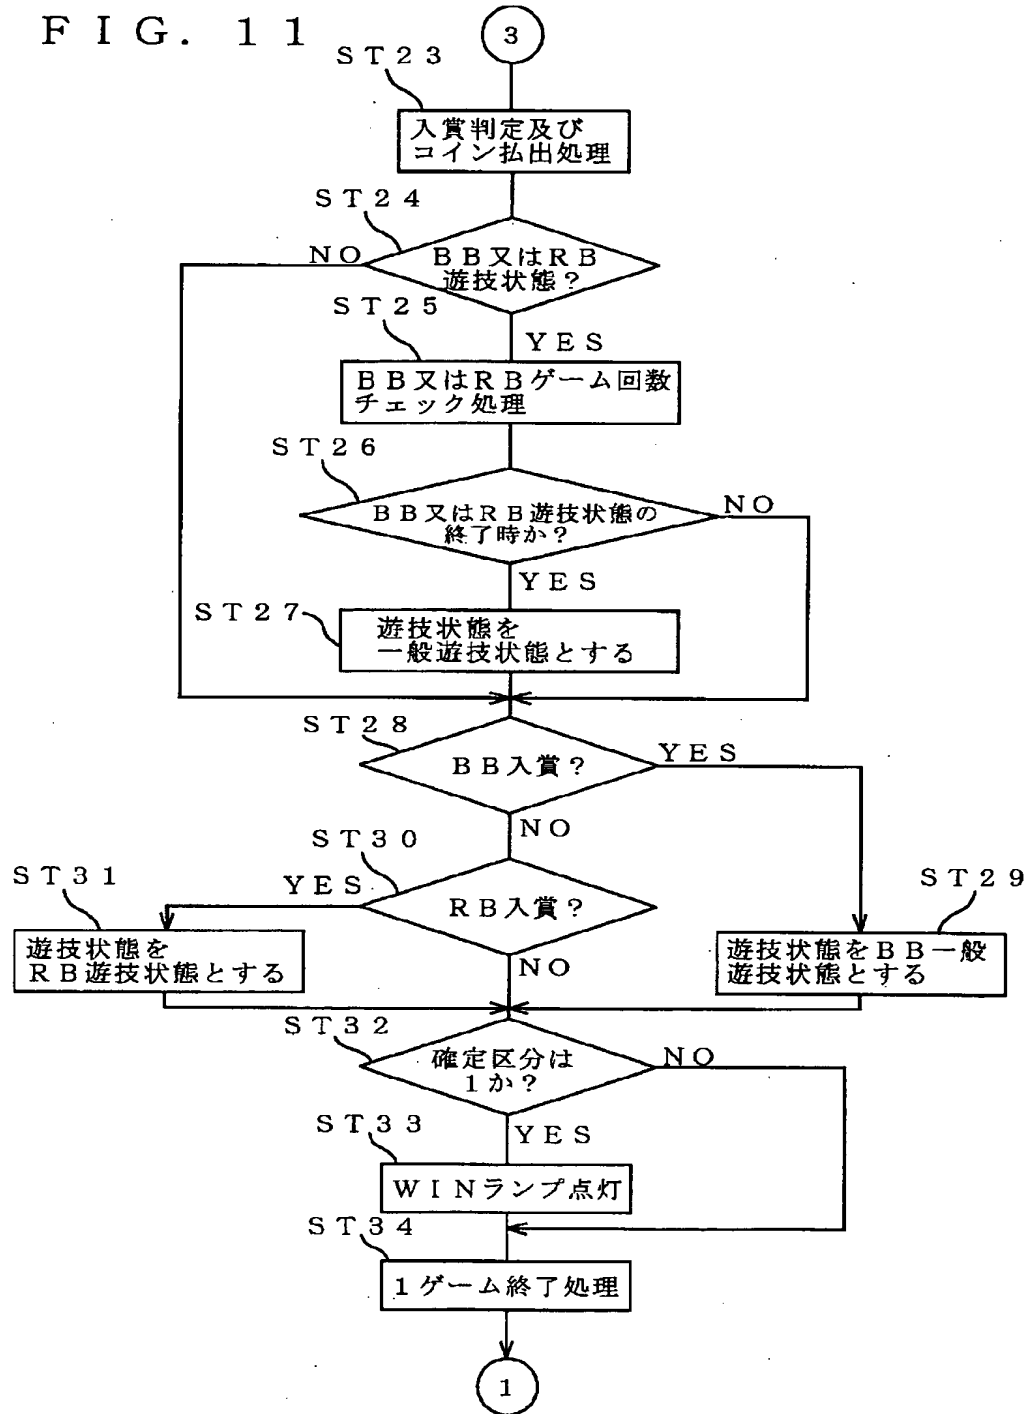 ＦＩＧ. １１
３
ＳＴ２３
入賞判定及び
コイン払出処理
ＳＴ２４
ＢＢ又はＲＢ
遊技状態？
ＮＯ
ＹＥＳ
ＳＴ２５
ＢＢ又はＲＢゲーム回数
チェック処理
ＳＴ２６
ＢＢ又はＲＢ遊技状態の
終了時か？
ＮＯ
ＹＥＳ
ＳＴ２７
遊技状態を
一般遊技状態とする
ＳＴ２８
ＢＢ入賞？
ＹＥＳ
ＮＯ
ＳＴ３０
ＲＢ入賞？
ＹＥＳ
ＮＯ
ＳＴ３１
遊技状態を
ＲＢ遊技状態とする
ＳＴ２９
遊技状態をＢＢ一般
遊技状態とする
ＳＴ３２
確定区分は
１か？
ＮＯ
ＹＥＳ
ＳＴ３３
ＷＩＮランプ点灯
ＳＴ３４
１ゲーム終了処理
１